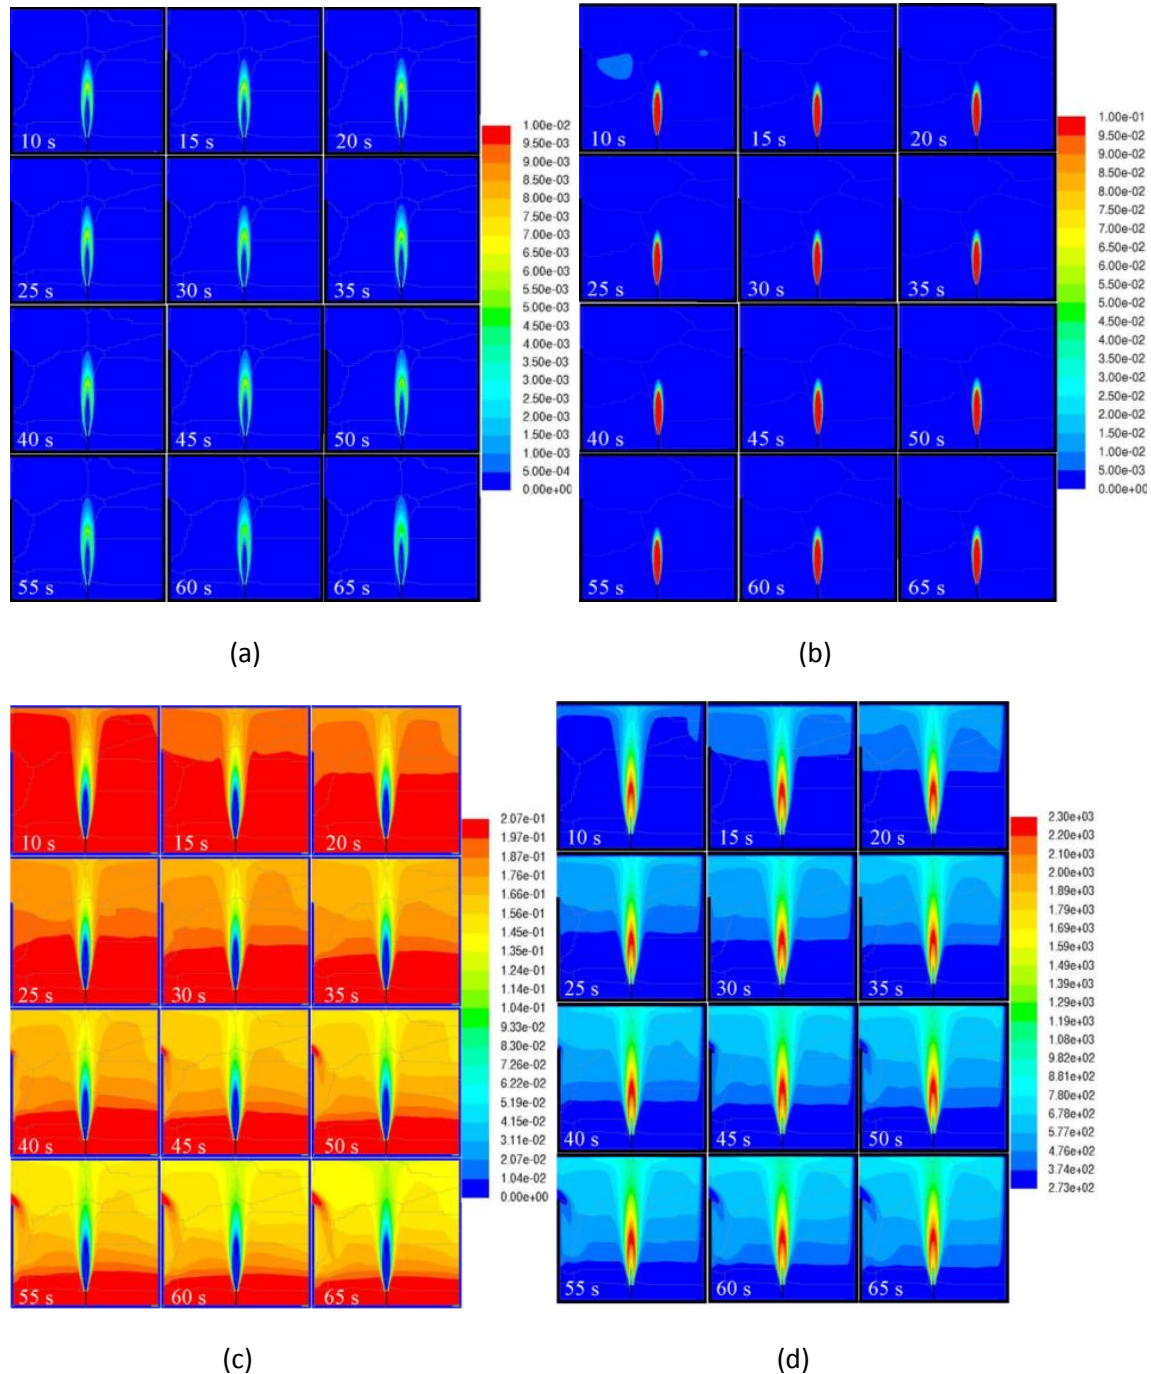 10 s 15 s 20 s
25 s 30 s 35 s
40 s 45 s 50 s
55 s 60 s 65 s
1.00e-02
9.50e-03
9.00e-03
8.50e-03
8.00e-03
7.50e-03
7.00e-03
6.50e-03
6.00e-03
5.50e-03
5.00e-03
4.50e-03
4.00e-03
3.50e-03
3.00e-03
2.50e-03
2.00e-03
1.50e-03
1.00e-03
5.00e-04
0.00e+00
(a)
10 s 15 s 20 s
25 s 30 s 35 s
40 s 45 s 50 s
55 s 60 s 65 s
1.00e-01
9.50e-02
9.00e-02
8.50e-02
8.00e-02
7.50e-02
7.00e-02
6.50e-02
6.00e-02
5.50e-02
5.00e-02
4.50e-02
4.00e-02
3.50e-02
3.00e-02
2.50e-02
2.00e-02
1.50e-02
1.00e-02
5.00e-03
0.00e+00
(b)
10 s 15 s 20 s
25 s 30 s 35 s
40 s 45 s 50 s
55 s 60 s 65 s
2.07e-01
1.97e-01
1.87e-01
1.76e-01
1.66e-01
1.56e-01
1.45e-01
1.35e-01
1.24e-01
1.14e-01
1.04e-01
9.33e-02
8.30e-02
7.26e-02
6.22e-02
5.19e-02
4.15e-02
3.11e-02
2.07e-02
1.04e-02
0.00e+00
(c)
10 s 15 s 20 s
25 s 30 s 35 s
40 s 45 s 50 s
55 s 60 s 65 s
2.30e+03
2.20e+03
2.10e+03
2.00e+03
1.89e+03
1.79e+03
1.69e+03
1.59e+03
1.49e+03
1.39e+03
1.29e+03
1.19e+03
1.08e+03
9.82e+02
8.81e+02
7.80e+02
6.78e+02
5.77e+02
4.76e+02
3.74e+02
2.73e+02
(d)